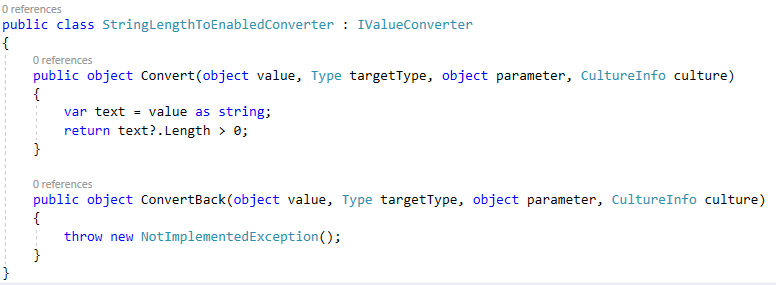 0 references
public class StringLengthToEnabledConverter : IValueConverter
{
0 references
public object Convert(object value, Type targetType, object parameter, CultureInfo culture)
{
var text = value as string;
return text?.Length > 0;
}
0 references
public object ConvertBack(object value, Type targetType, object parameter, CultureInfo culture)
{
throw new NotImplementedException();
}
}